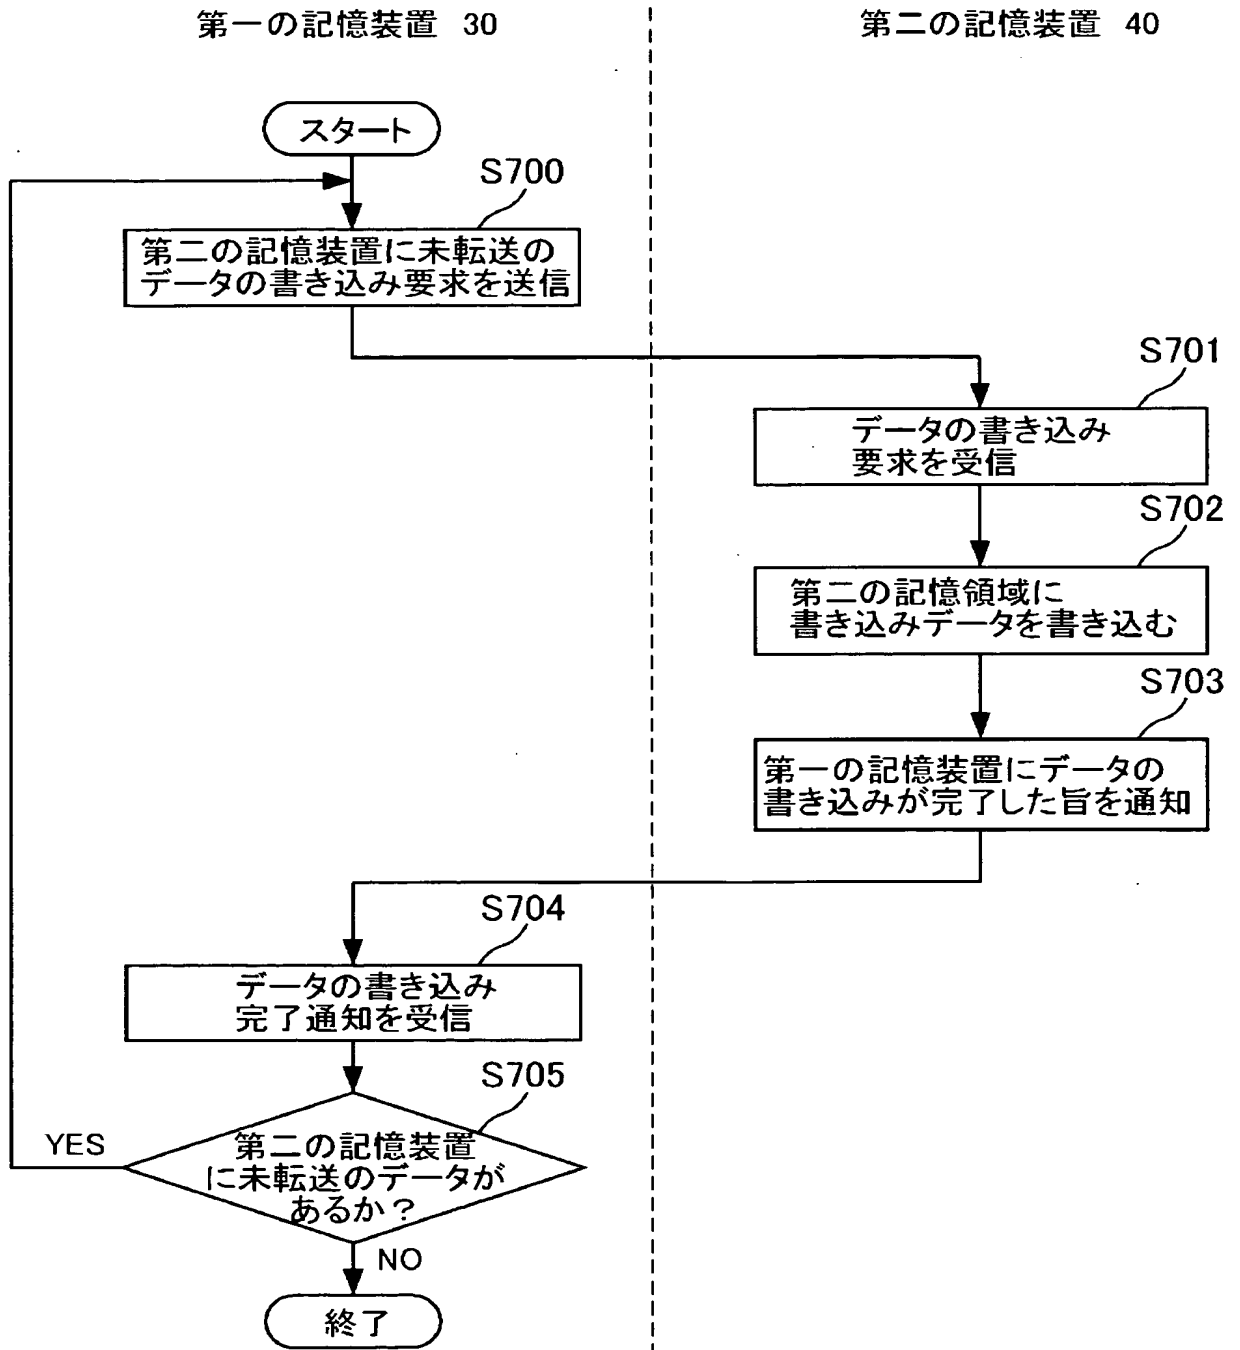 第一の記憶装置 30
第二の記憶装置 40
スタート
S700
第二の記憶装置に未転送の
データの書き込み要求を送信
S701
データの書き込み
要求を受信
S702
第二の記憶領域に
書き込みデータを書き込む
S703
第一の記憶装置にデータの
書き込みが完了した旨を通知
S704
データの書き込み
完了通知を受信
S705
第二の記憶装置
に未転送のデータが
あるか？
YES
NO
終了